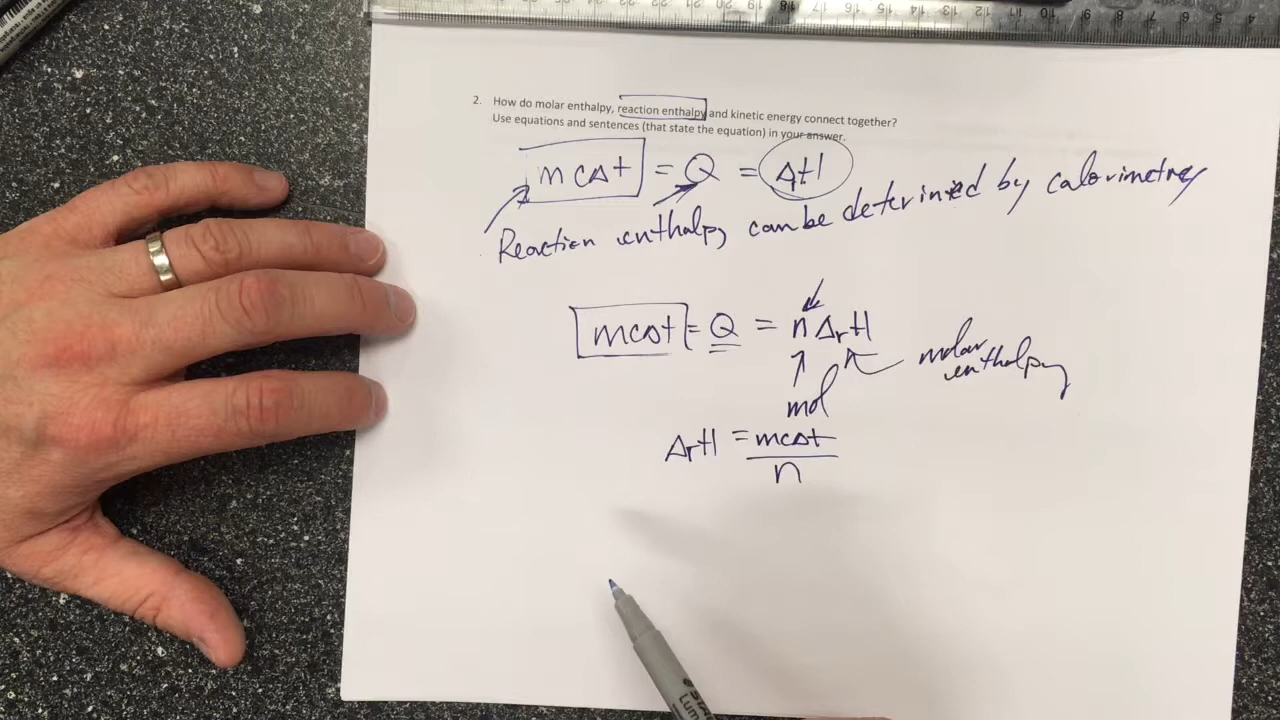 2. How do molar enthalpy, reaction enthalpy and kinetic energy connect together?
Use equations and sentences (that state the equation) in your answer.
mcΔt = Q = ΔH
Reaction enthalpy can be determined by calorimetry
mcΔt = Q = nΔrH
molar
enthalpy
mol
ΔrH = mcΔt
n